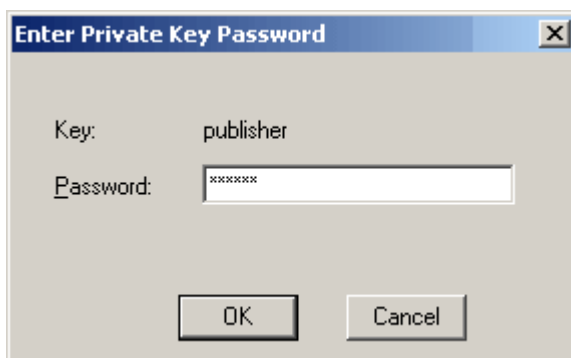 Enter Private Key Password
Key: publisher
Password: ××××××
OK Cancel